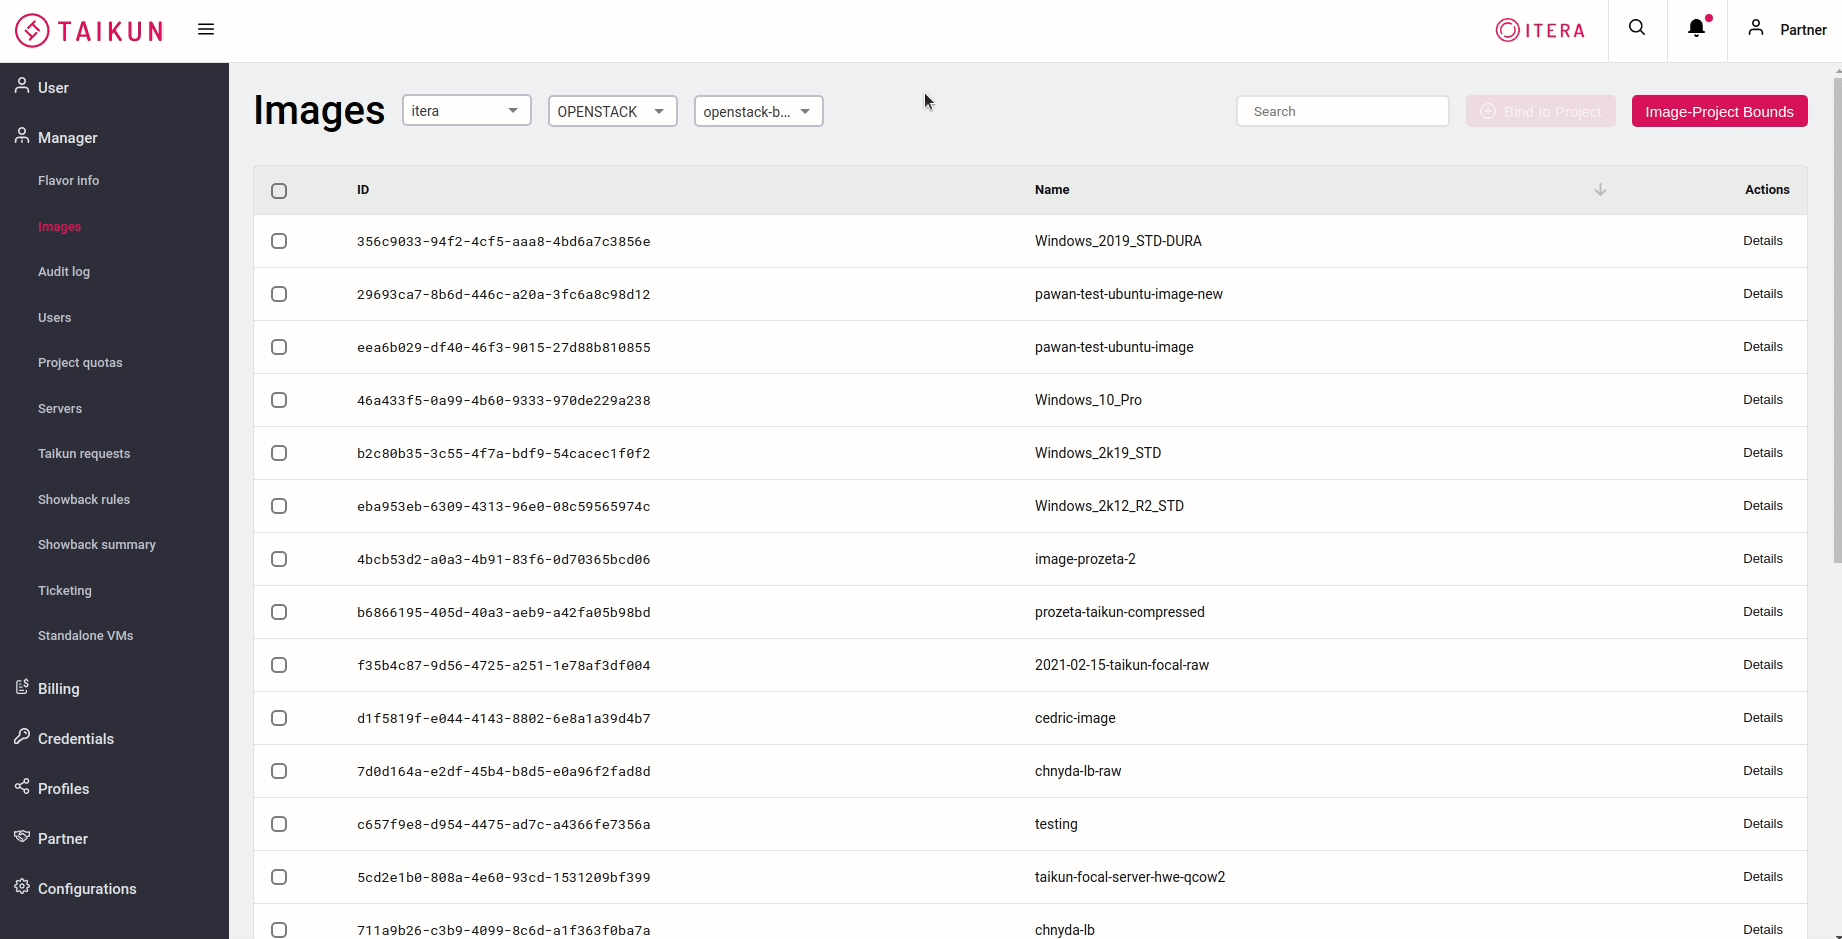 TAIKUN
ITERA
Partner
User
Manager
Flavor info
Images
Audit log
Users
Project quotas
Servers
Taikun requests
Showback rules
Showback summary
Ticketing
Standalone VMs
Billing
Credentials
Profiles
Partner
Configurations
Images itera OPENSTACK openstack-b... Search Bind to Project Image-Project Bounds
ID Name Actions
356c9033-94f2-4cf5-aaa8-4bd6a7c3856e Windows_2019_STD-DURA Details
29693ca7-8b6d-446c-a20a-3fc6a8c98d12 pawan-test-ubuntu-image-new Details
eea6b029-df40-46f3-9015-27d88b810855 pawan-test-ubuntu-image Details
46a433f5-0a99-4b60-9333-970de229a238 Windows_10_Pro Details
b2c80b35-3c55-4f7a-bdf9-54cacec1f0f2 Windows_2k19_STD Details
eba953eb-6309-4313-96e0-08c59565974c Windows_2k12_R2_STD Details
4bcb53d2-a0a3-4b91-83f6-0d70365bcd06 image-prozeta-2 Details
b6866195-405d-40a3-aeb9-a42fa05b98bd prozeta-taikun-compressed Details
f35b4c87-9d56-4725-a251-1e78af3df004 2021-02-15-taikun-focal-raw Details
d1f5819f-e044-4143-8802-6e8a1a39d4b7 cedric-image Details
7d0d164a-e2df-45b4-b8d5-e0a96f2fad8d chnyda-lb-raw Details
c657f9e8-d954-4475-ad7c-a4366fe7356a testing Details
5cd2e1b0-808a-4e60-93cd-1531209bf399 taikun-focal-server-hwe-qcow2 Details
711a9b26-c3b9-4099-8c6d-a1f363f0ba7a chnyda-lb Details